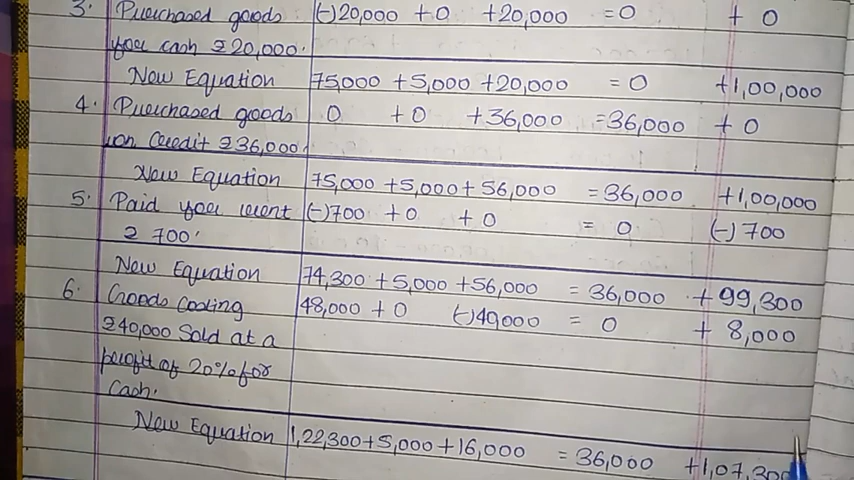 3. Purchased goods (-)20,000 +0 +20,000 =0 + 0
for cash ₹20,000.
New Equation 75,000 +5,000 +20,000 =0 +1,00,000
4. Purchased goods 0 +0 +36,000 =36,000 + 0
on Credit ₹36,000.
New Equation 75,000 +5,000 +56,000 =36,000 +1,00,000
5. Paid for rent (-)700 +0 +0 = 0 (-)700
₹ 700.
New Equation 74,300 +5,000 +56,000 = 36,000 +99,300
6. Goods Costing 48,000 +0 (-)40,000 = 0 + 8,000
₹40,000 Sold at a
profit of 20% for
Cash.
New Equation 1,22,300+5,000+16,000 = 36,000 +1,07,300